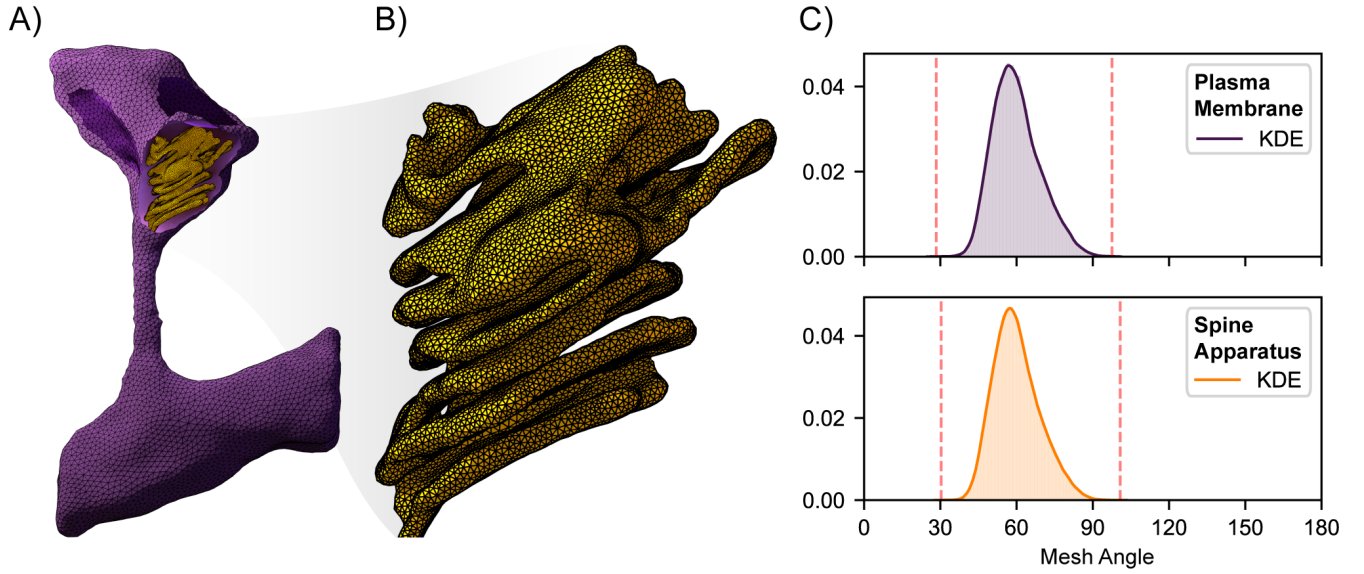 A)
B)
C)
0.04
0.02
0.00
Plasma
Membrane
KDE
0.04
0.02
0.00
Spine
Apparatus
KDE
0 30 60 90 120 150 180
Mesh Angle